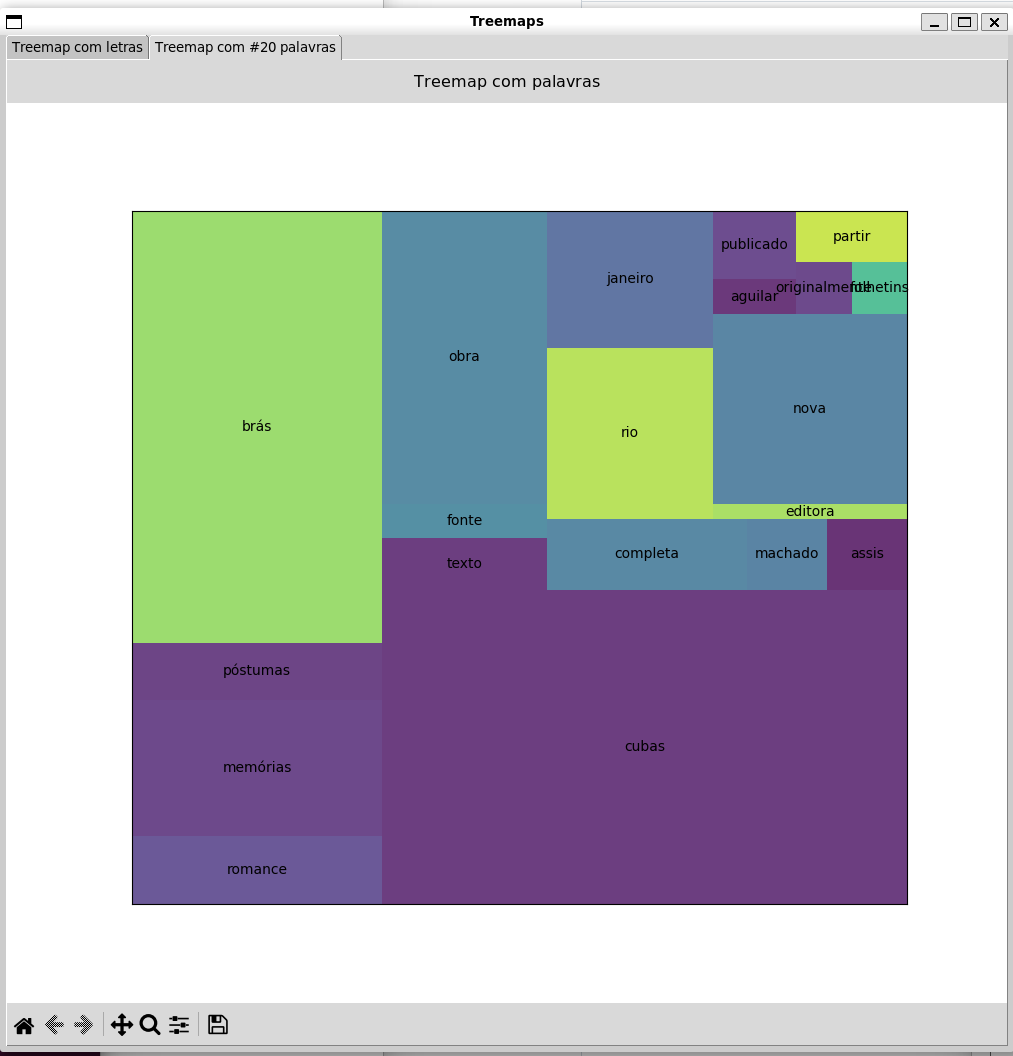 Treemaps
Treemap com letras
Treemap com #20 palavras
Treemap com palavras
brás
obra
janeiro
publicado
partir
aguilar
originalmente
folhetins
rio
nova
fonte
editora
texto
completa
machado
assis
póstumas
memórias
cubas
romance